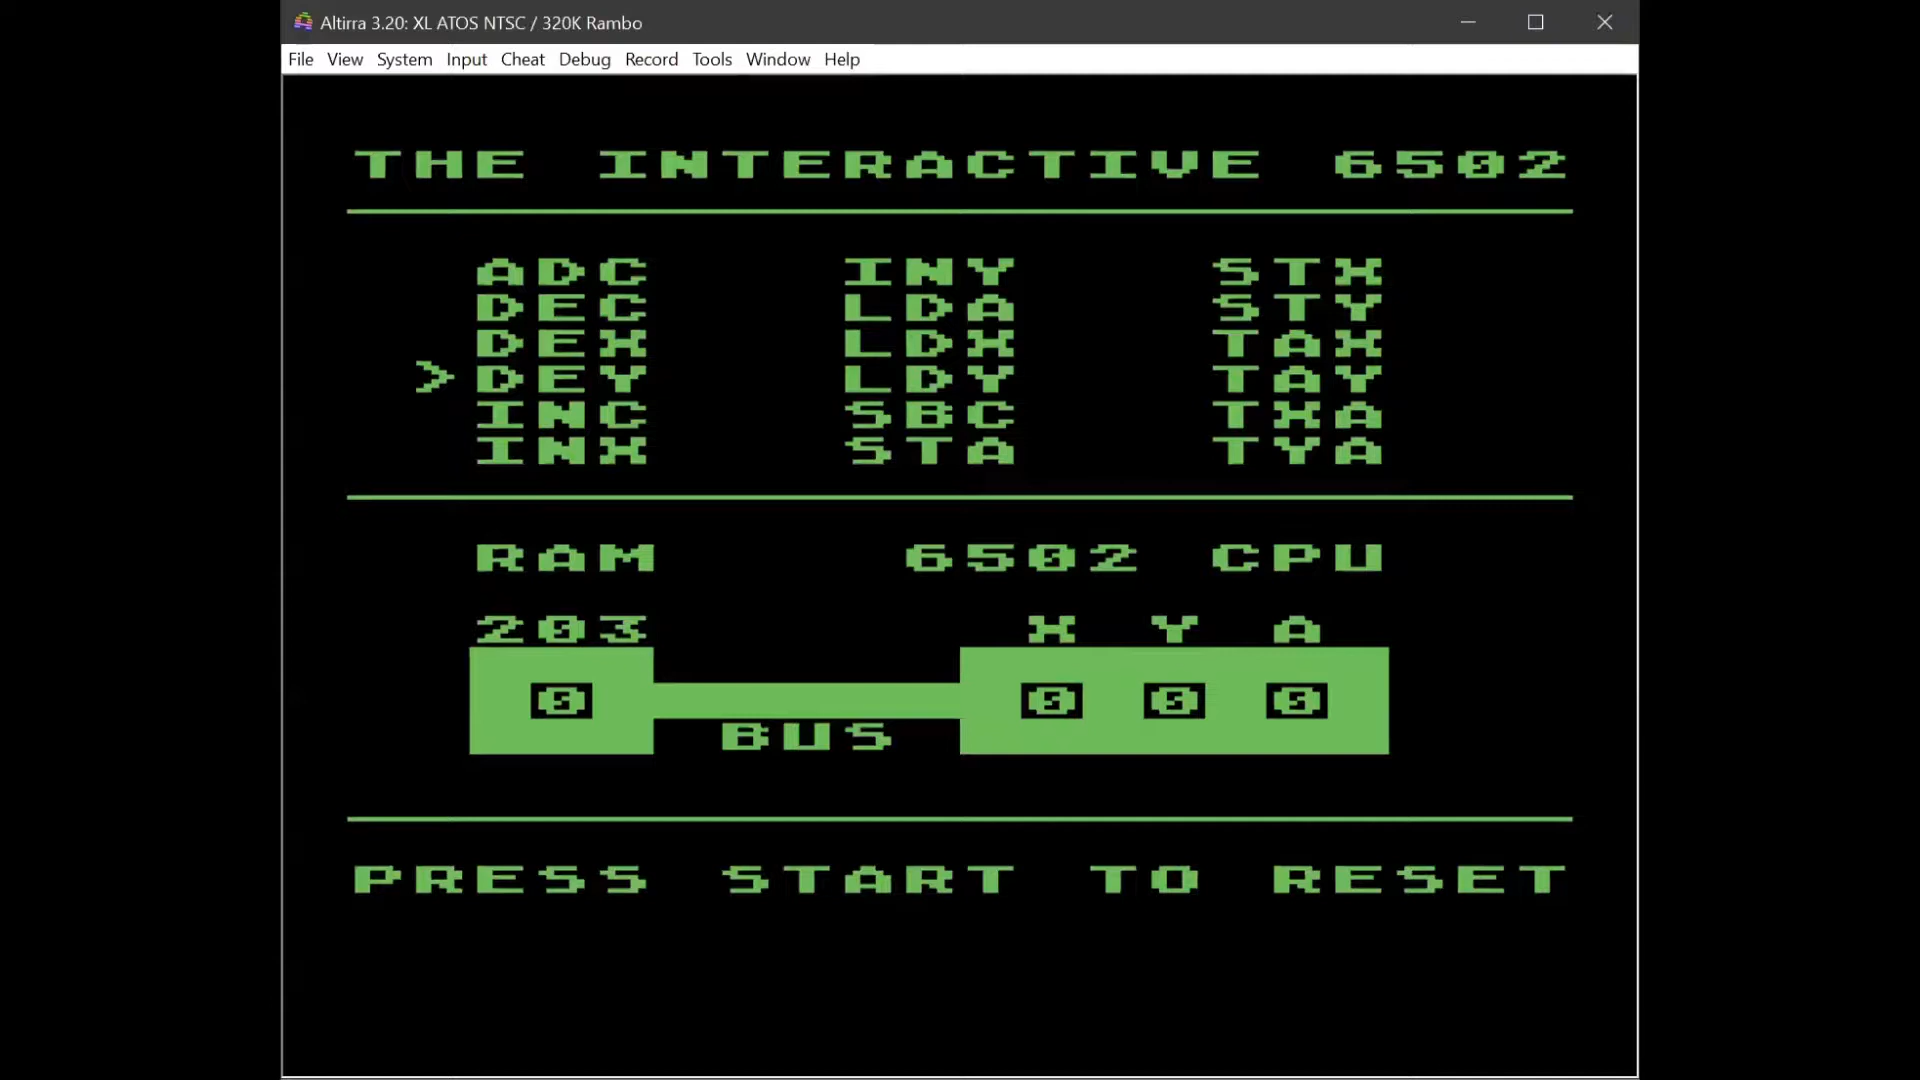 Altirra 3.20: XL ATOS NTSC / 320K Rambo
File View System Input Cheat Debug Record Tools Window Help
THE INTERACTIVE 6502
ADC INY STX
DEC LDA STY
DEX LDX TAX
> DEY LDY TAY
INC SBC TXA
INX STA TYA
RAM 6502 CPU
203 X Y A
0 0 0 0
BUS
PRESS START TO RESET